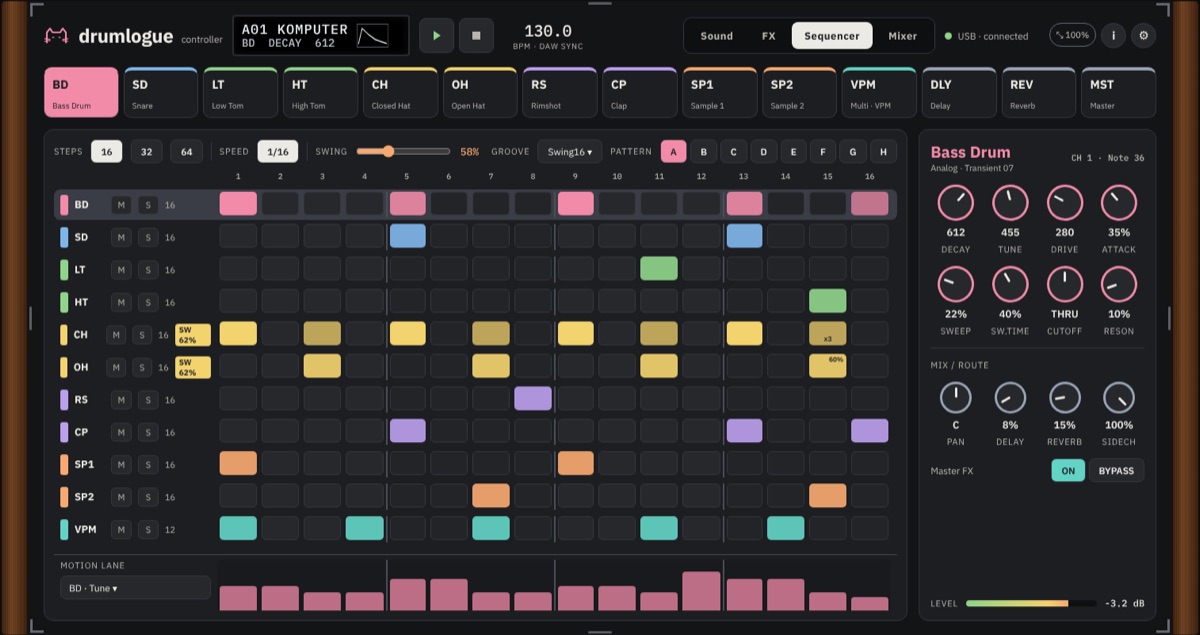 drumlogue controller
A01 KOMPUTER
BD DECAY 612
130.0
BPM · DAW SYNC
Sound FX Sequencer Mixer
USB · connected
100%
i
BD SD LT HT CH OH RS CP SP1 SP2 VPM DLY REV MST
Bass Drum Snare Low Tom High Tom Closed Hat Open Hat Rimshot Clap Sample 1 Sample 2 Multi · VPM Delay Reverb Master
STEPS 16 32 64 SPEED 1/16 SWING 58% GROOVE Swing16 ▾ PATTERN A B C D E F G H
1 2 3 4 5 6 7 8 9 10 11 12 13 14 15 16
BD M S 16
SD M S 16
LT M S 16
HT M S 16
CH M S 16 SW 62% x3
OH M S 16 SW 62% 60%
RS M S 16
CP M S 16
SP1 M S 16
SP2 M S 16
VPM M S 12
MOTION LANE
BD · Tune ▾
Bass Drum
Analog · Transient 07
CH 1 · Note 36
612 455 280 35%
DECAY TUNE DRIVE ATTACK
22% 40% THRU 10%
SWEEP SW.TIME CUTOFF RESON
MIX / ROUTE
C 8% 15% 100%
PAN DELAY REVERB SIDECH
Master FX ON BYPASS
LEVEL -3.2 dB